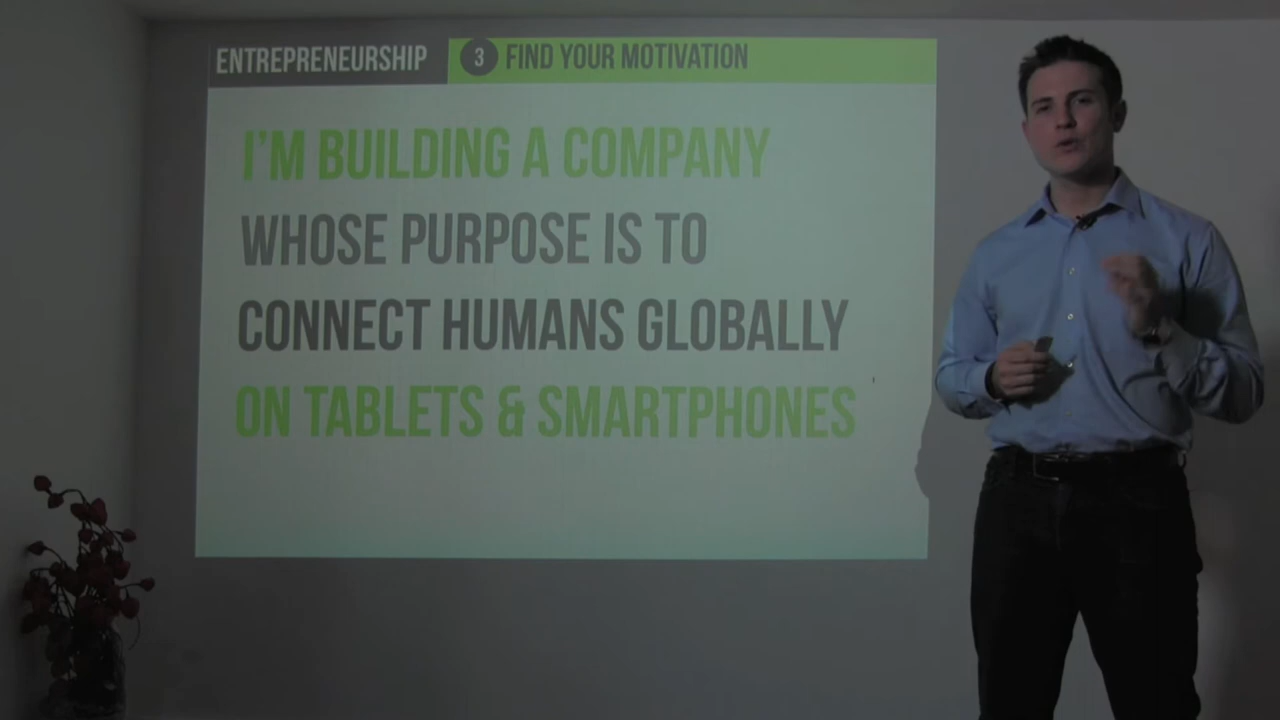 ENTREPRENEURSHIP
3 FIND YOUR MOTIVATION
I'M BUILDING A COMPANY
WHOSE PURPOSE IS TO
CONNECT HUMANS GLOBALLY
ON TABLETS & SMARTPHONES